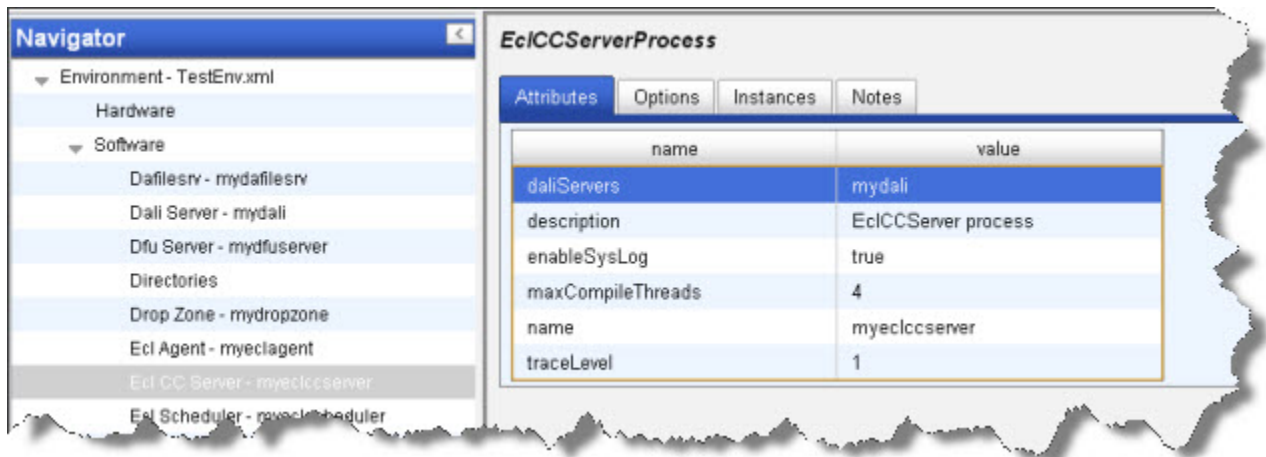 Navigator
Environment - TestEnv.xml
Hardware
Software
Dafilesrv - mydafilesrv
Dali Server - mydali
Dfu Server - mydfuserver
Directories
Drop Zone - mydropzone
Ecl Agent - myeclagent
Ecl CC Server - myeclccserver
Scheduler
EclCCServerProcess
Attributes Options Instances Notes
name value
daliServers mydali
description EclCCServer process
enableSysLog true
maxCompileThreads 4
name myeclccserver
traceLevel 1